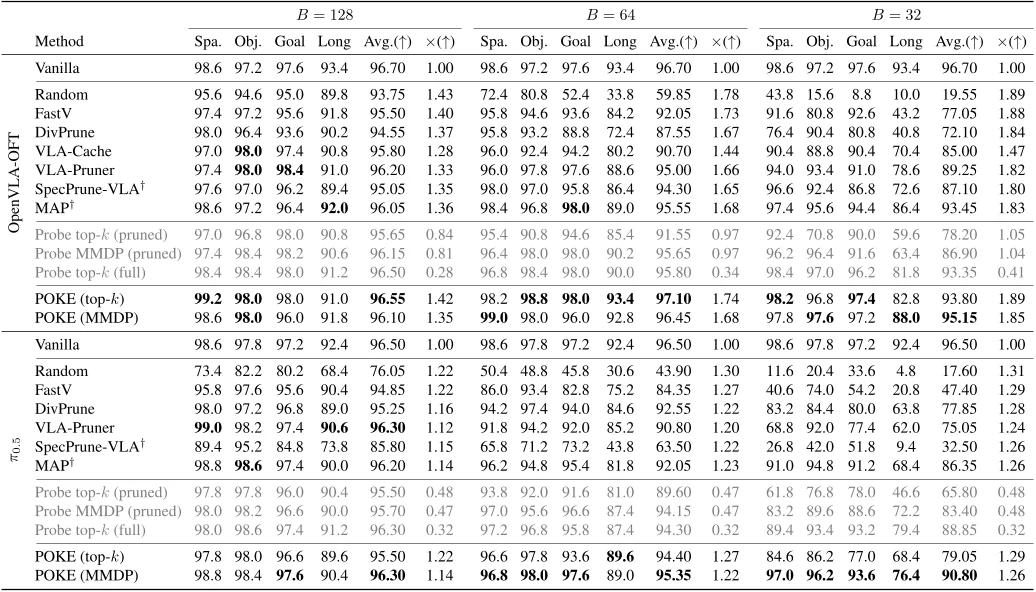 B = 128 B = 64 B = 32
Method Spa. Obj. Goal Long Avg.(↑) ×(↑) Spa. Obj. Goal Long Avg.(↑) ×(↑) Spa. Obj. Goal Long Avg.(↑) ×(↑)
OpenVLA-OFT
Vanilla 98.6 97.2 97.6 93.4 96.70 1.00 98.6 97.2 97.6 93.4 96.70 1.00 98.6 97.2 97.6 93.4 96.70 1.00
Random 95.6 94.6 95.0 89.8 93.75 1.43 72.4 80.8 52.4 33.8 59.85 1.78 43.8 15.6 8.8 10.0 19.55 1.89
FastV 97.4 97.2 95.6 91.8 95.50 1.40 95.8 94.6 93.6 84.2 92.05 1.73 91.6 80.8 92.6 43.2 77.05 1.88
DivPrune 98.0 96.4 93.6 90.2 94.55 1.37 95.8 93.2 88.8 72.4 87.55 1.67 76.4 90.4 80.8 40.8 72.10 1.84
VLA-Cache 97.0 98.0 97.4 90.8 95.80 1.28 96.0 92.4 94.2 80.2 90.70 1.44 90.4 88.8 90.4 70.4 85.00 1.47
VLA-Pruner 97.4 98.0 98.4 91.0 96.20 1.33 96.0 97.8 97.6 88.6 95.00 1.66 94.0 93.4 91.0 78.6 89.25 1.82
SpecPrune-VLA† 97.6 97.0 96.2 89.4 95.05 1.35 98.0 97.0 95.8 86.4 94.30 1.65 96.6 92.4 86.8 72.6 87.10 1.80
MAP† 98.6 97.2 96.4 92.0 96.05 1.36 98.4 96.8 98.0 89.0 95.55 1.68 97.4 95.6 94.4 86.4 93.45 1.83
Probe top-k (pruned) 97.0 96.8 98.0 90.8 95.65 0.84 95.4 90.8 94.6 85.4 91.55 0.97 92.4 70.8 90.0 59.6 78.20 1.05
Probe MMDP (pruned) 97.4 98.4 98.2 90.6 96.15 0.81 96.4 98.0 98.0 90.2 95.65 0.97 96.2 96.4 91.6 63.4 86.90 1.04
Probe top-k (full) 98.4 98.4 98.0 91.2 96.50 0.28 96.8 98.4 98.0 90.0 95.80 0.34 98.4 97.0 96.2 81.8 93.35 0.41
POKE (top-k) 99.2 98.0 98.0 91.0 96.55 1.42 98.2 98.8 98.0 93.4 97.10 1.74 98.2 96.8 97.4 82.8 93.80 1.89
POKE (MMDP) 98.6 98.0 96.0 91.8 96.10 1.35 99.0 98.0 96.0 92.8 96.45 1.68 97.8 97.6 97.2 88.0 95.15 1.85
π0.5
Vanilla 98.6 97.8 97.2 92.4 96.50 1.00 98.6 97.8 97.2 92.4 96.50 1.00 98.6 97.8 97.2 92.4 96.50 1.00
Random 73.4 82.2 80.2 68.4 76.05 1.22 50.4 48.8 45.8 30.6 43.90 1.30 11.6 20.4 33.6 4.8 17.60 1.31
FastV 95.8 97.6 95.6 90.4 94.85 1.22 86.0 93.4 82.8 75.2 84.35 1.27 40.6 74.0 54.2 20.8 47.40 1.29
DivPrune 98.0 97.2 96.8 89.0 95.25 1.16 94.2 97.4 94.0 84.6 92.55 1.22 83.2 84.4 80.0 63.8 77.85 1.28
VLA-Pruner 99.0 98.2 97.4 90.6 96.30 1.12 91.8 94.2 92.0 85.2 90.80 1.20 68.8 92.0 77.4 62.0 75.05 1.24
SpecPrune-VLA† 89.4 95.2 84.8 73.8 85.80 1.15 65.8 71.2 73.2 43.8 63.50 1.22 26.8 42.0 51.8 9.4 32.50 1.26
MAP† 98.8 98.6 97.4 90.0 96.20 1.14 96.2 94.8 95.4 81.8 92.05 1.23 91.0 94.8 91.2 68.4 86.35 1.26
Probe top-k (pruned) 97.8 97.8 96.0 90.4 95.50 0.48 93.8 92.0 91.6 81.0 89.60 0.47 61.8 76.8 78.0 46.6 65.80 0.48
Probe MMDP (pruned) 98.0 98.2 96.6 90.0 95.70 0.47 97.0 95.6 96.6 87.4 94.15 0.47 83.2 89.6 88.6 72.2 83.40 0.48
Probe top-k (full) 98.0 98.6 97.4 91.2 96.30 0.32 97.2 96.8 95.8 87.4 94.30 0.32 89.4 93.4 93.2 79.4 88.85 0.32
POKE (top-k) 97.8 98.0 96.6 89.6 95.50 1.22 96.6 97.8 93.6 89.6 94.40 1.27 84.6 86.2 77.0 68.4 79.05 1.29
POKE (MMDP) 98.8 98.4 97.6 90.4 96.30 1.14 96.8 98.0 97.6 89.0 95.35 1.22 97.0 96.2 93.6 76.4 90.80 1.26